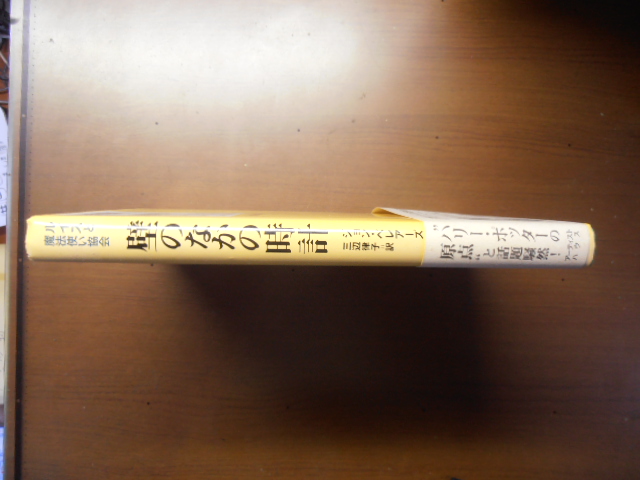 ルイスと
魔法使い協会
壁のなかの時計
ジョン・ベレアーズ
三辺律子=訳
"ハリー・ポッターの
原点"と話題騒然!
アーティスト
ハウス